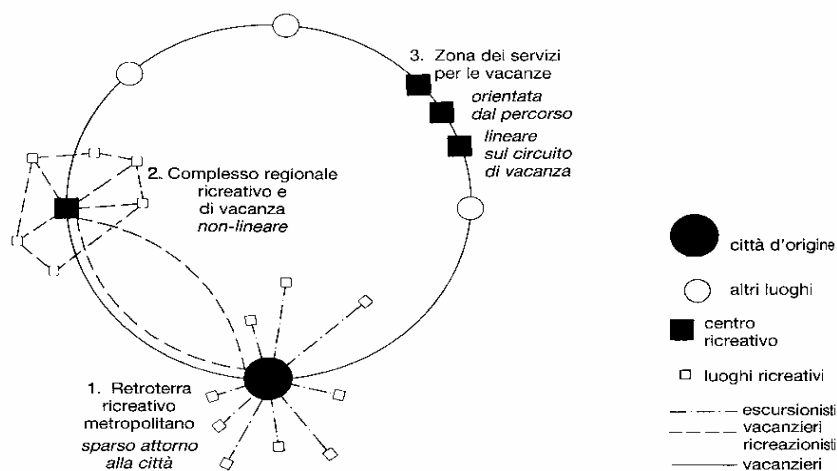 3. Zona dei servizi
per le vacanze
orientata
dal percorso
lineare
sul circuito
di vacanza
2. Complesso regionale
ricreativo e
di vacanza
non-lineare
1. Retroterra
ricreativo
metropolitano
sparso attorno
alla città
città d'origine
altri luoghi
centro
ricreativo
luoghi ricreativi
escursionisti
vacanzieri
ricreazionisti
vacanzieri